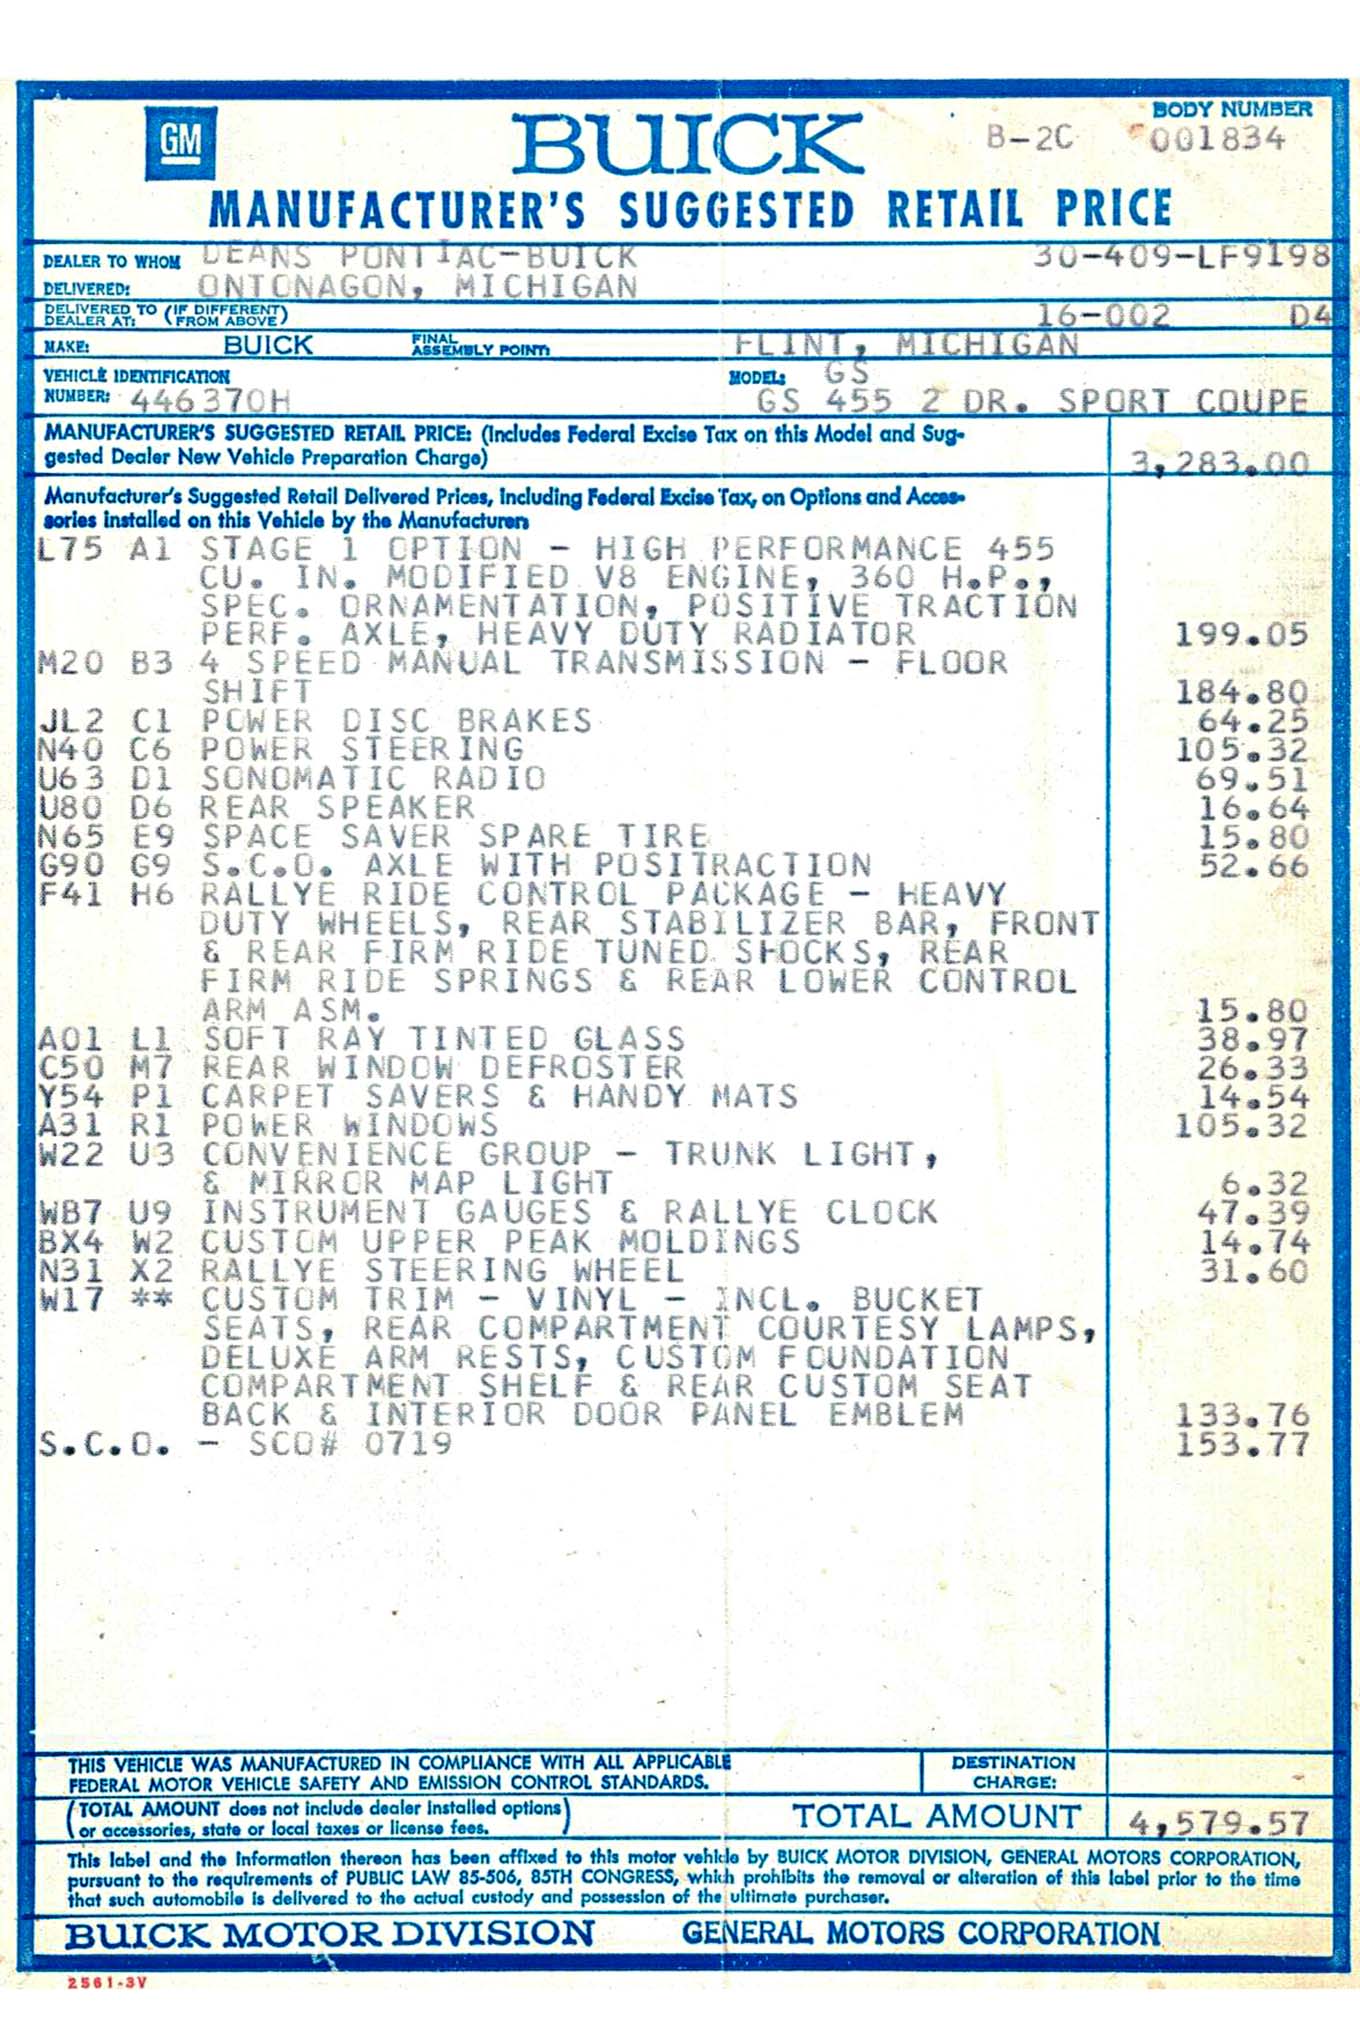 GM
BUICK
B-2C
BODY NUMBER
001834
MANUFACTURER'S SUGGESTED RETAIL PRICE
DEALER TO WHOM DELIVERED: DEANS PONTIAC-BUICK 30-409-LF9198
ONTONAGON, MICHIGAN
DELIVERED TO (IF DIFFERENT)
DEALER AT: (FROM ABOVE) 16-002 D4
MAKE: BUICK FINAL ASSEMBLY POINT: FLINT, MICHIGAN
VEHICLE IDENTIFICATION MODEL: GS
NUMBER: 446370H GS 455 2 DR. SPORT COUPE
MANUFACTURER'S SUGGESTED RETAIL PRICE: (Includes Federal Excise Tax on this Model and Sug-
gested Dealer New Vehicle Preparation Charge) 3,283.00
Manufacturer's Suggested Retail Delivered Prices, Including Federal Excise Tax, on Options and Acces-
sories installed on this Vehicle by the Manufacturer:
L75 A1 STAGE 1 OPTION - HIGH PERFORMANCE 455
CU. IN. MODIFIED V8 ENGINE, 360 H.P.,
SPEC. ORNAMENTATION, POSITIVE TRACTION
PERF. AXLE, HEAVY DUTY RADIATOR 199.05
M20 B3 4 SPEED MANUAL TRANSMISSION - FLOOR
SHIFT 184.80
JL2 C1 POWER DISC BRAKES 64.25
N40 C6 POWER STEERING 105.32
U63 D1 SONOMATIC RADIO 69.51
U80 D6 REAR SPEAKER 16.64
N65 E9 SPACE SAVER SPARE TIRE 15.80
G90 G9 S.C.O. AXLE WITH POSITRACTION 52.66
F41 H6 RALLYE RIDE CONTROL PACKAGE - HEAVY
DUTY WHEELS, REAR STABILIZER BAR, FRONT
& REAR FIRM RIDE TUNED SHOCKS, REAR
FIRM RIDE SPRINGS & REAR LOWER CONTROL
ARM ASM. 15.80
A01 L1 SOFT RAY TINTED GLASS 38.97
C50 M7 REAR WINDOW DEFROSTER 26.33
Y54 P1 CARPET SAVERS & HANDY MATS 14.54
A31 R1 POWER WINDOWS 105.32
W22 U3 CONVENIENCE GROUP - TRUNK LIGHT,
& MIRROR MAP LIGHT 6.32
WB7 U9 INSTRUMENT GAUGES & RALLYE CLOCK 47.39
BX4 W2 CUSTOM UPPER PEAK MOLDINGS 14.74
N31 X2 RALLYE STEERING WHEEL 31.60
W17 ** CUSTOM TRIM - VINYL - INCL. BUCKET
SEATS, REAR COMPARTMENT COURTESY LAMPS,
DELUXE ARM RESTS, CUSTOM FOUNDATION
COMPARTMENT SHELF & REAR CUSTOM SEAT
BACK & INTERIOR DOOR PANEL EMBLEM 133.76
S.C.O. - SCO# 0719 153.77
THIS VEHICLE WAS MANUFACTURED IN COMPLIANCE WITH ALL APPLICABLE
FEDERAL MOTOR VEHICLE SAFETY AND EMISSION CONTROL STANDARDS.
DESTINATION
CHARGE:
(TOTAL AMOUNT does not include dealer installed options
or accessories, state or local taxes or license fees.)
TOTAL AMOUNT 4,579.57
This label and the information thereon has been affixed to this motor vehicle by BUICK MOTOR DIVISION, GENERAL MOTORS CORPORATION,
pursuant to the requirements of PUBLIC LAW 85-506, 85TH CONGRESS, which prohibits the removal or alteration of this label prior to the time
that such automobile is delivered to the actual custody and possession of the ultimate purchaser.
BUICK MOTOR DIVISION GENERAL MOTORS CORPORATION
2561-3V